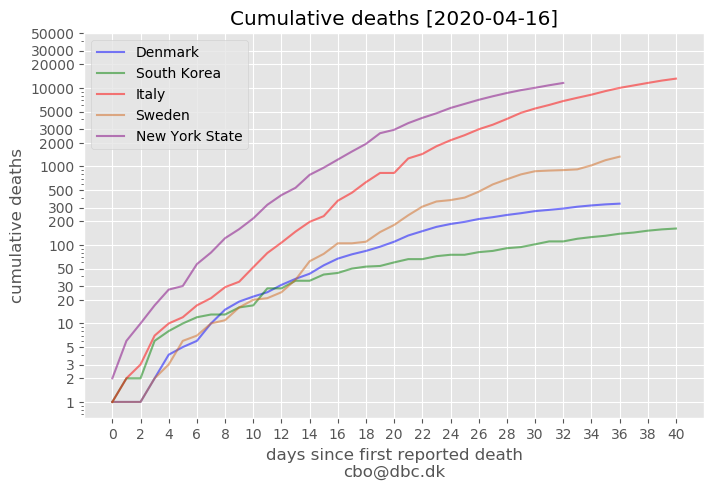 Cumulative deaths [2020-04-16]
Denmark
South Korea
Italy
Sweden
New York State
cumulative deaths
50000
30000
20000
10000
5000
3000
2000
1000
500
300
200
100
50
30
20
10
5
3
2
1
0 2 4 6 8 10 12 14 16 18 20 22 24 26 28 30 32 34 36 38 40
days since first reported death
cbo@dbc.dk